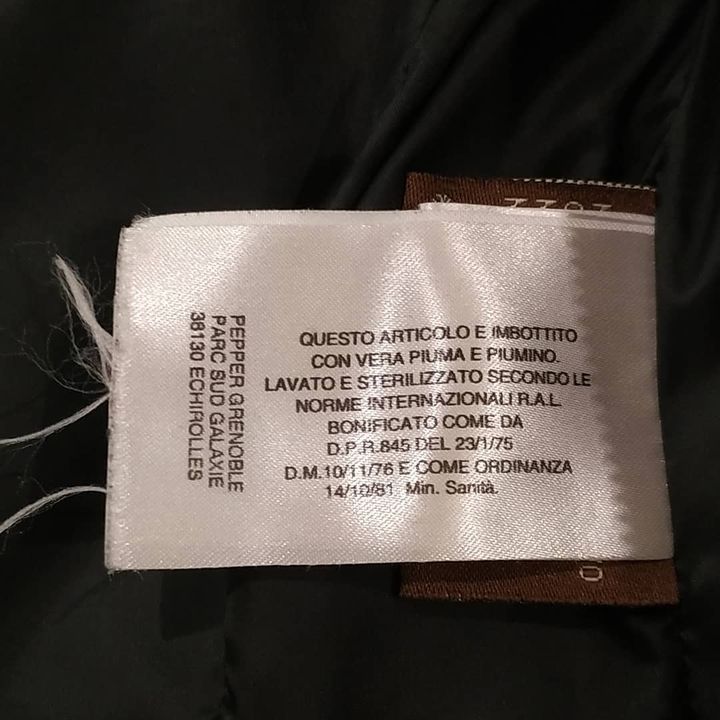 PEPPER GRENOBLE
PARC SUD GALAXIE
38130 ECHIROLLES
QUESTO ARTICOLO E IMBOTTITO
CON VERA PIUMA E PIUMINO.
LAVATO E STERILIZZATO SECONDO LE
NORME INTERNAZIONALI R.A.L.
BONIFICATO COME DA
D.P.R.845 DEL 23/1/75
D.M.10/11/76 E COME ORDINANZA
14/10/81 Min. Sanità.